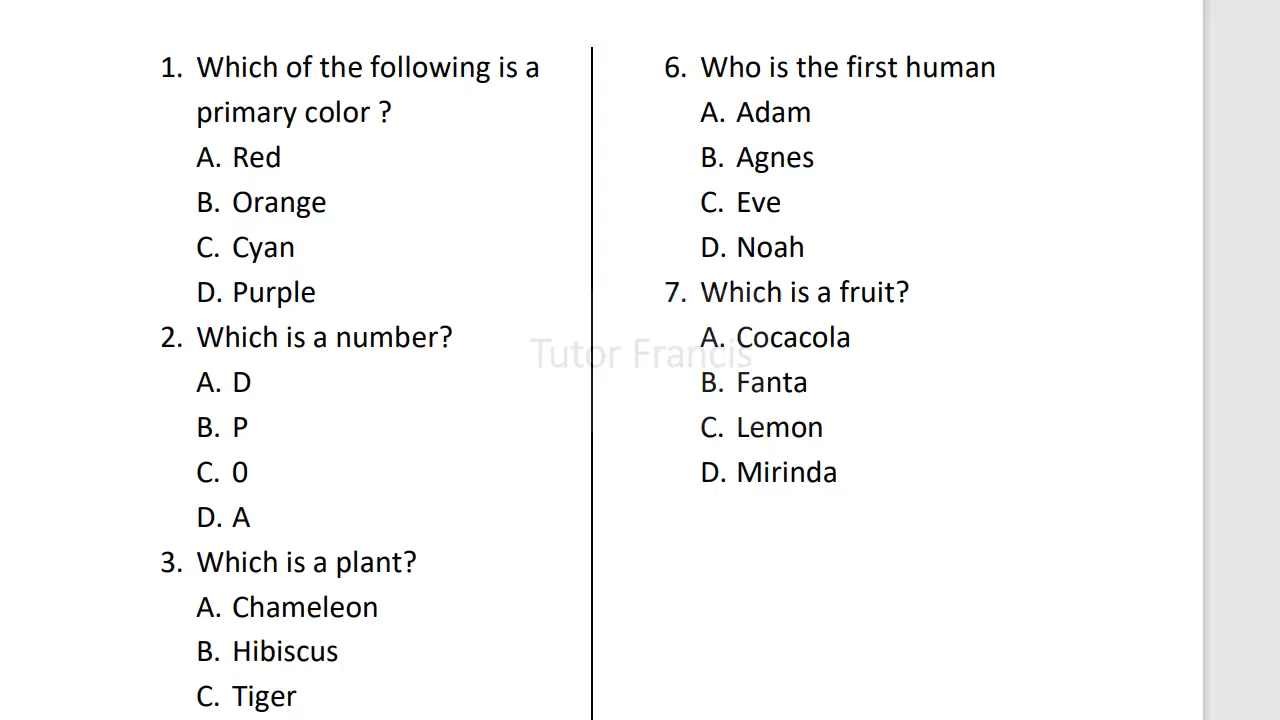 1. Which of the following is a
primary color ?
A. Red
B. Orange
C. Cyan
D. Purple
2. Which is a number?
A. D
B. P
C. 0
D. A
3. Which is a plant?
A. Chameleon
B. Hibiscus
C. Tiger
6. Who is the first human
A. Adam
B. Agnes
C. Eve
D. Noah
7. Which is a fruit?
A. Cocacola
B. Fanta
C. Lemon
D. Mirinda
Tutor Francis